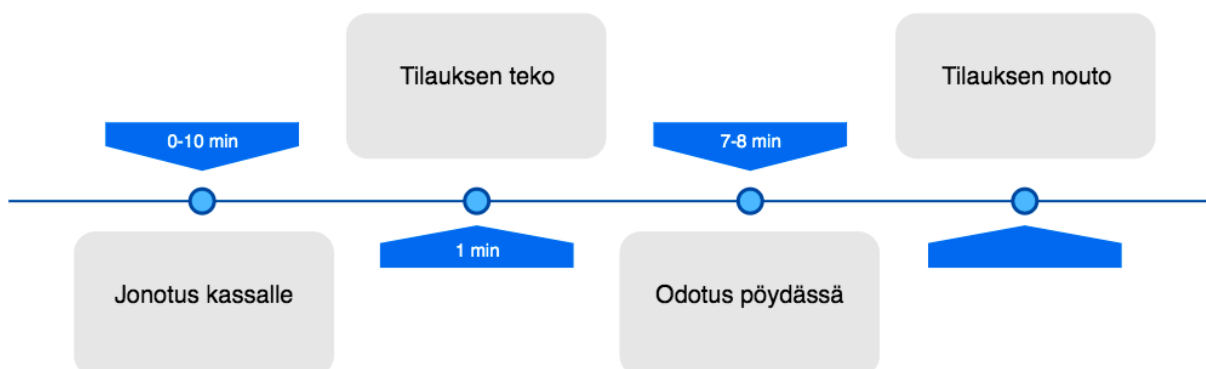 0-10 min
Jonotus kassalle
Tilauksen teko
1 min
7-8 min
Odotus pöydässä
Tilauksen nouto